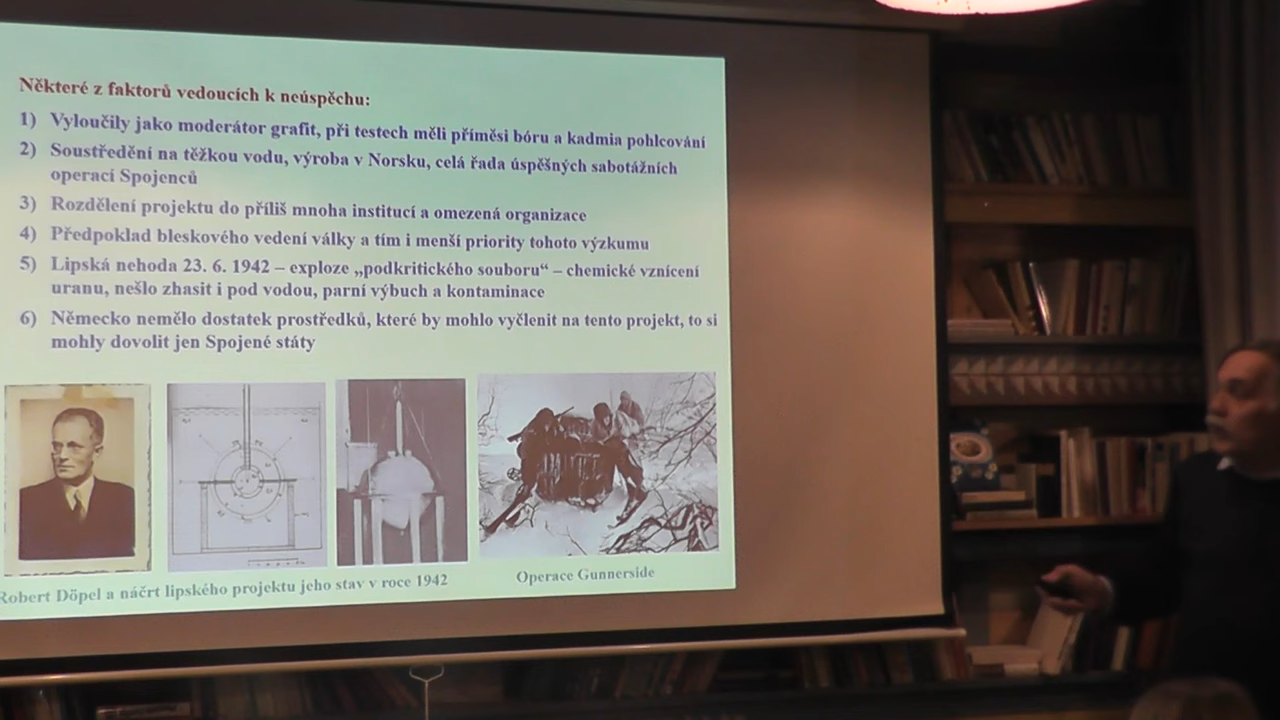 Některé z faktorů vedoucích k neúspěchu:
1) Vyloučily jako moderátor grafit, při testech měli příměsi bóru a kadmia pohlcování
2) Soustředění na těžkou vodu, výroba v Norsku, celá řada úspěšných sabotážních
operací Spojenců
3) Rozdělení projektu do příliš mnoha institucí a omezená organizace
4) Předpoklad bleskového vedení války a tím i menší priority tohoto výzkumu
5) Lipská nehoda 23. 6. 1942 – exploze „podkritického souboru“ – chemické vznícení
uranu, nešlo zhasit i pod vodou, parní výbuch a kontaminace
6) Německo nemělo dostatek prostředků, které by mohlo vyčlenit na tento projekt, to si
mohly dovolit jen Spojené státy
Robert Döpel a náčrt lipského projektu jeho stav v roce 1942
Operace Gunnerside